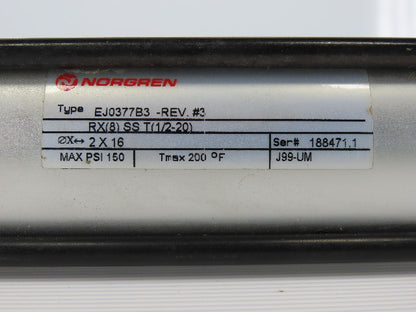 NORGREN
Type EJ0377B3 -REV. #3
RX(8) SS T(1/2-20)
ØX↔ 2 X 16 Ser# 188471.1
MAX PSI 150 Tmax 200 °F J99-UM